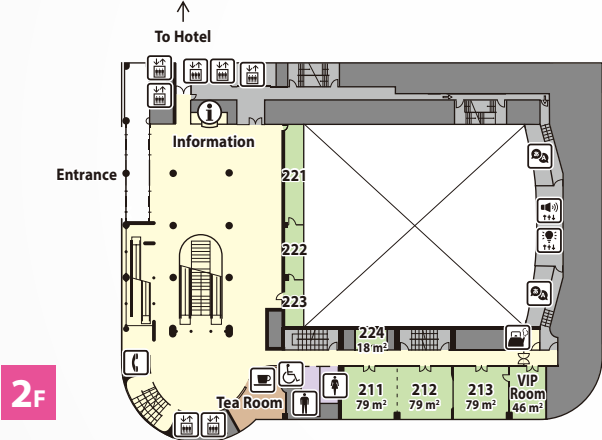 To Hotel
Information
Entrance
221
222
223
224
18 m²
2F
Tea Room
211
79 m²
212
79 m²
213
79 m²
VIP
Room
46 m²